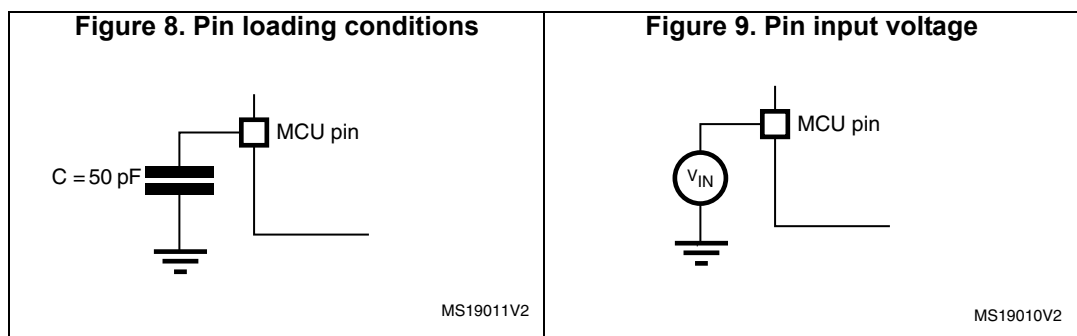 Figure 8. Pin loading conditions
MCU pin
C = 50 pF
MS19011V2
Figure 9. Pin input voltage
MCU pin
VIN
MS19010V2